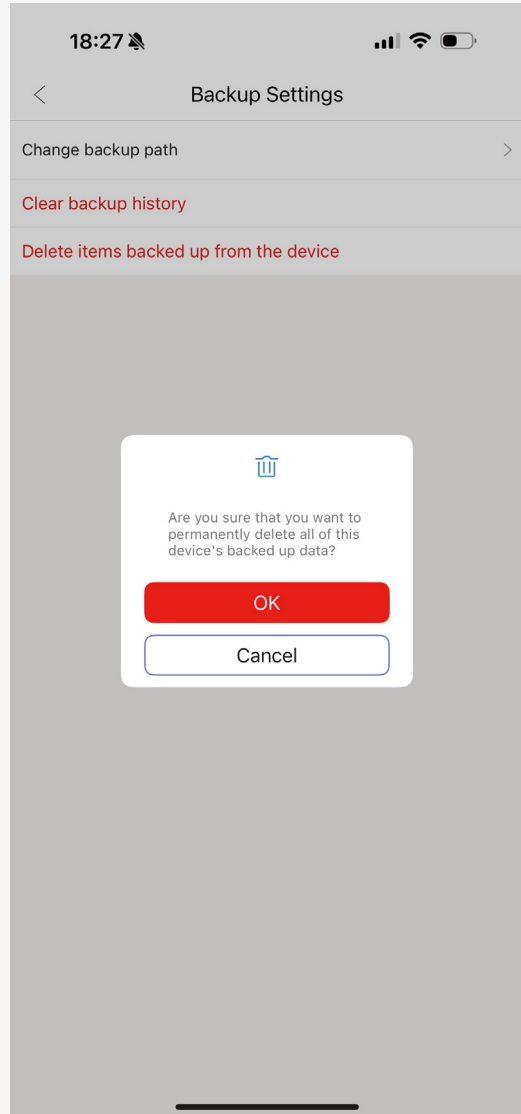 18:27
Backup Settings
Change backup path
Clear backup history
Delete items backed up from the device
Are you sure that you want to
permanently delete all of this
device's backed up data?
OK
Cancel